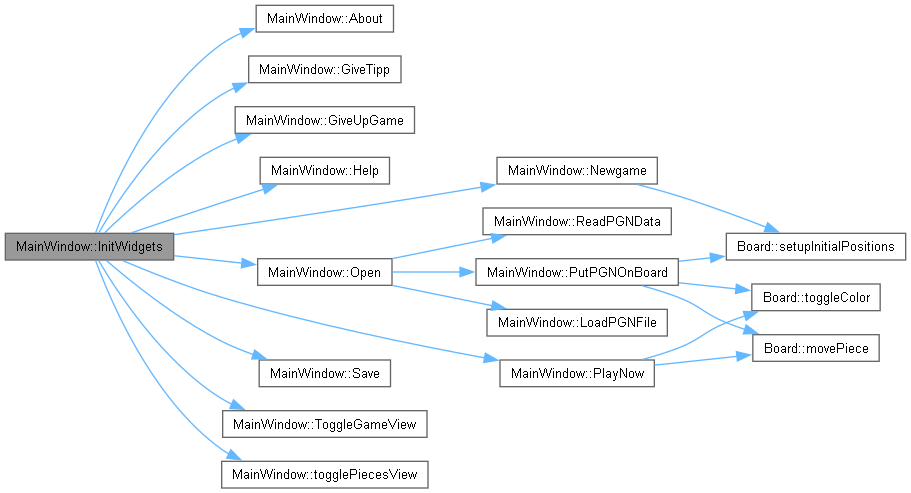 MainWindow::About
MainWindow::GiveTipp
MainWindow::GiveUpGame
MainWindow::Help
MainWindow::Newgame
MainWindow::ReadPGNData
MainWindow::InitWidgets
Board::setupInitialPositions
MainWindow::Open
MainWindow::PutPGNOnBoard
Board::toggleColor
MainWindow::LoadPGNFile
Board::movePiece
MainWindow::Save
MainWindow::PlayNow
MainWindow::ToggleGameView
MainWindow::togglePiecesView